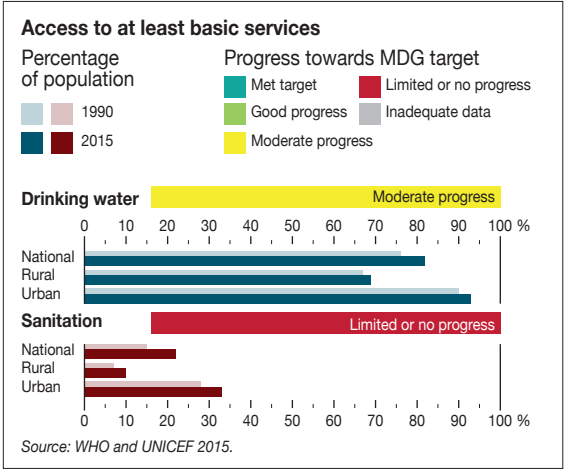 Access to at least basic services
Percentage
of population
1990
2015
Progress towards MDG target
Met target
Limited or no progress
Good progress
Inadequate data
Moderate progress
Drinking water
Moderate progress
0 10 20 30 40 50 60 70 80 90 100 %
National
Rural
Urban
Sanitation
Limited or no progress
National
Rural
Urban
0 10 20 30 40 50 60 70 80 90 100 %
Source: WHO and UNICEF 2015.